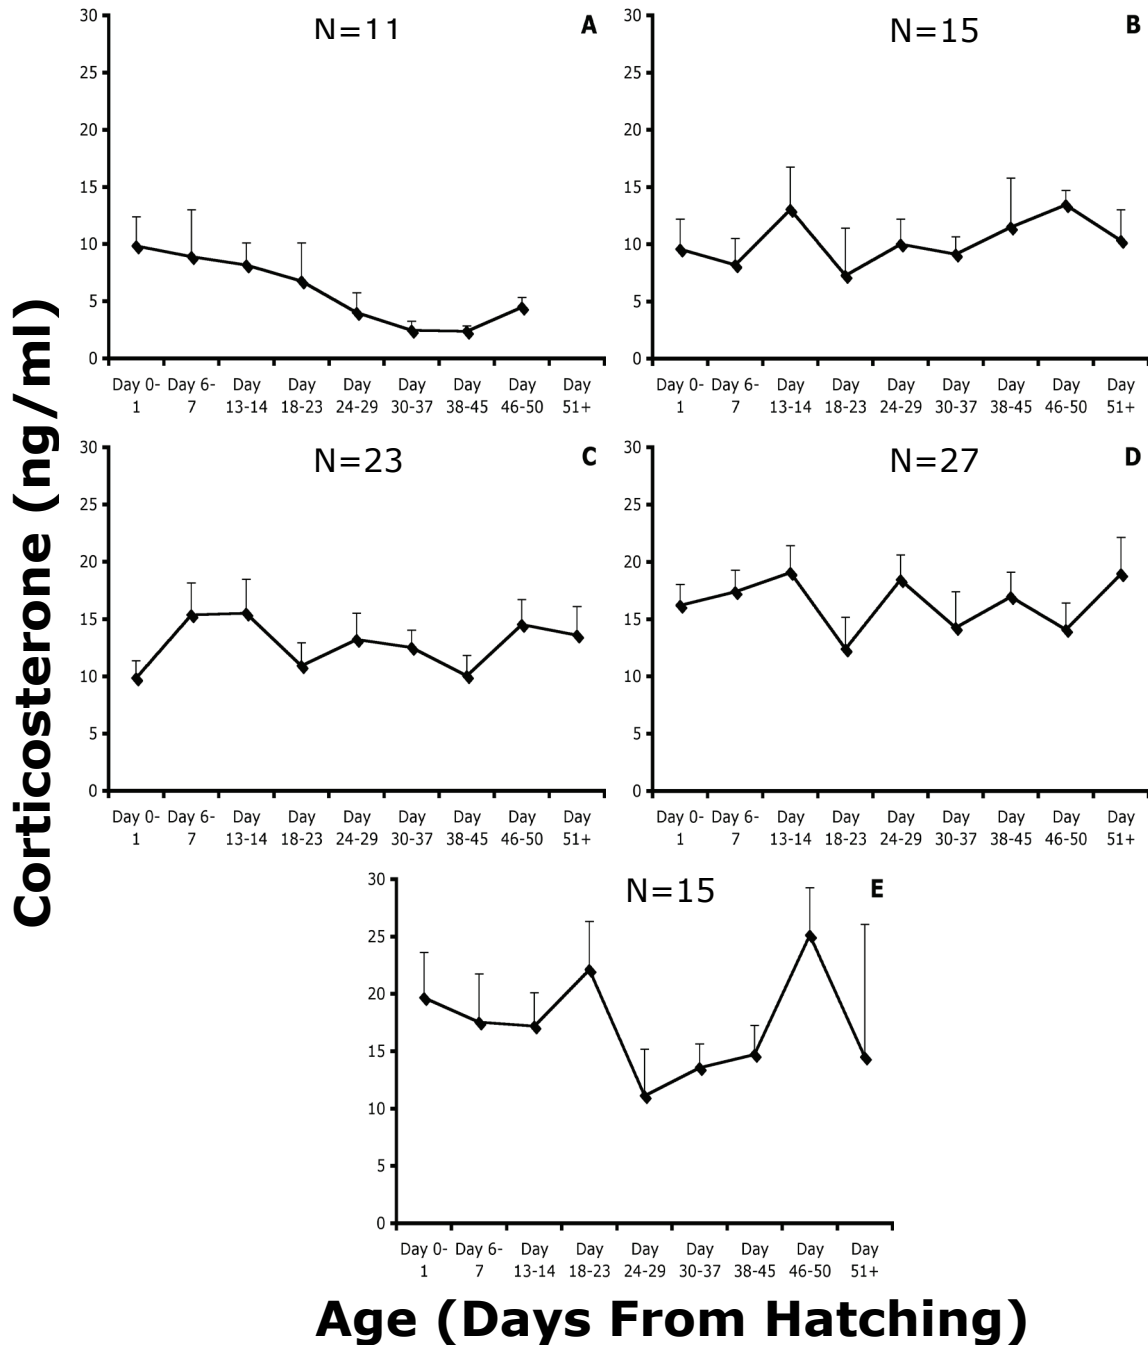 N=11
A
30
25
20
15
10
5
0
Day 0- Day 6- Day Day Day Day Day Day Day
1 7 13-14 18-23 24-29 30-37 38-45 46-50 51+
N=15
B
30
25
20
15
10
5
0
Day 0- Day 6- Day Day Day Day Day Day Day
1 7 13-14 18-23 24-29 30-37 38-45 46-50 51+
Corticosterone (ng/ml)
N=23
C
30
25
20
15
10
5
0
Day 0- Day 6- Day Day Day Day Day Day Day
1 7 13-14 18-23 24-29 30-37 38-45 46-50 51+
N=27
D
30
25
20
15
10
5
0
Day 0- Day 6- Day Day Day Day Day Day Day
1 7 13-14 18-23 24-29 30-37 38-45 46-50 51+
N=15
E
30
25
20
15
10
5
0
Day 0- Day 6- Day Day Day Day Day Day Day
1 7 13-14 18-23 24-29 30-37 38-45 46-50 51+
Age (Days From Hatching)